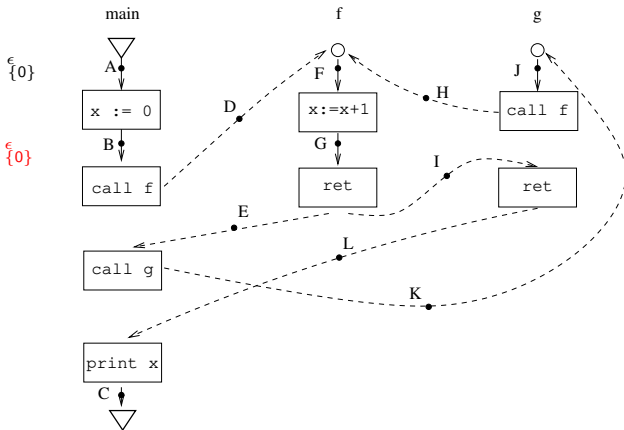 main f g
ϵ
{0}
A
F
J
x := 0
D
H
x:=x+1
call f
ϵ
{0}
B
G
I
call f
ret
ret
E
L
call g
K
print x
C